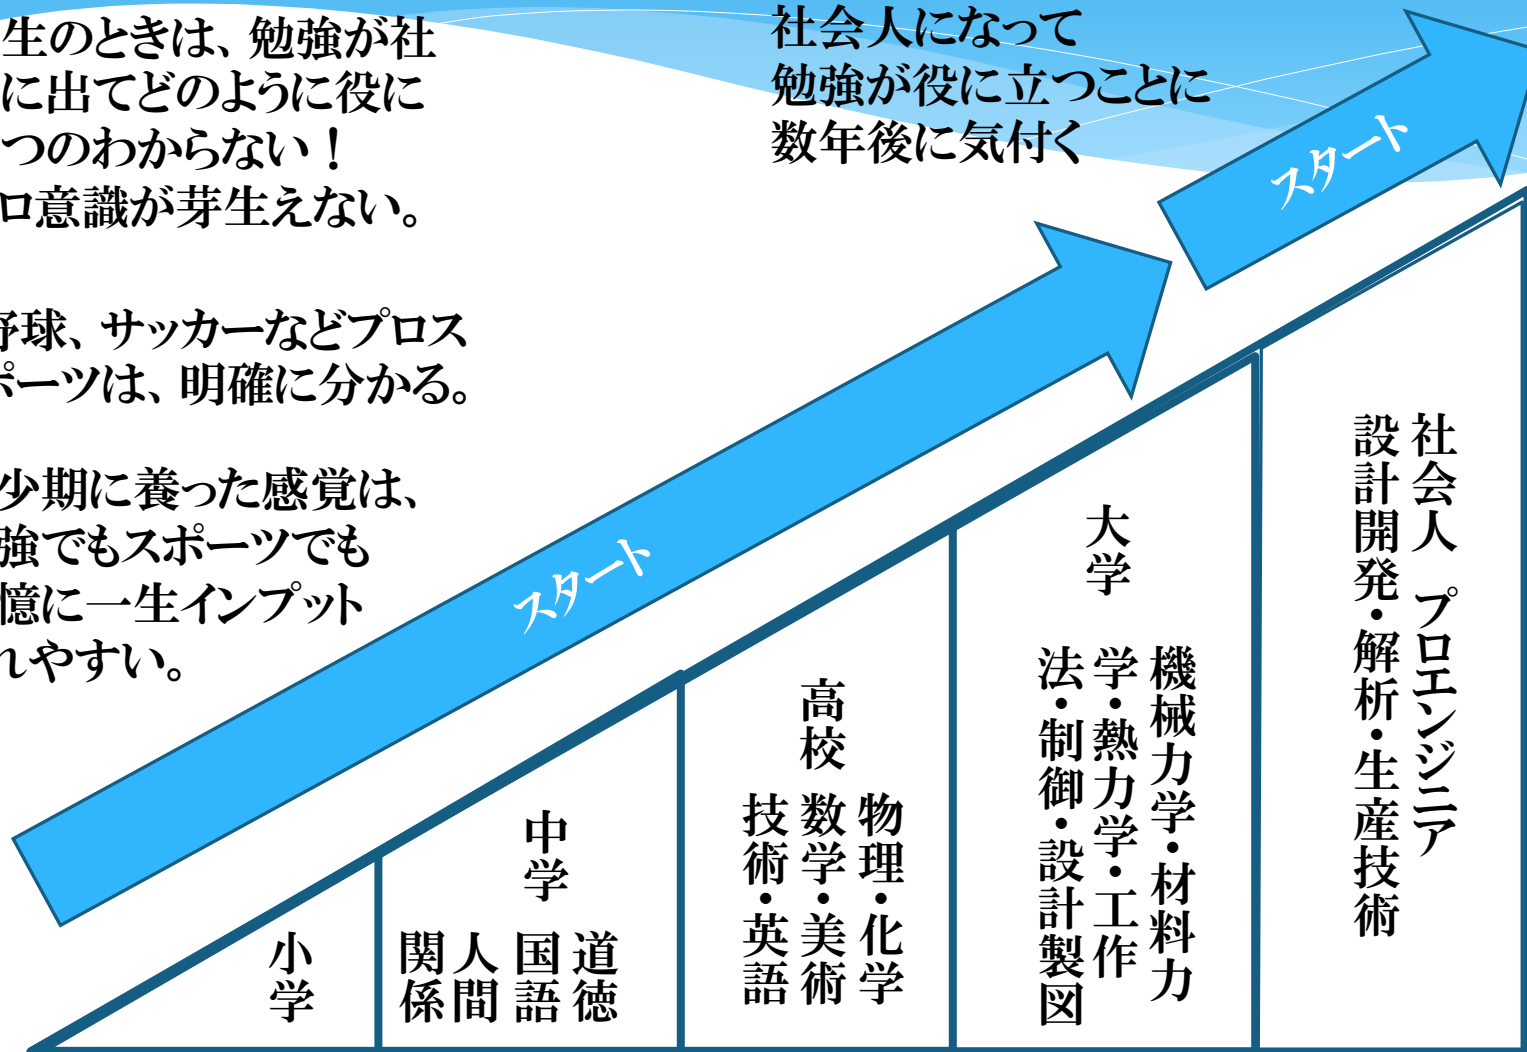 生のときは、勉強が社
に出てどのように役に
つのわからない！
ロ意識が芽生えない。
野球、サッカーなどプロス
ポーツは、明確に分かる。
少期に養った感覚は、
強でもスポーツでも
憶に一生インプット
れやすい。
社会人になって
勉強が役に立つことに
数年後に気付く
スタート
スタート
小学
中学
道徳
国語
人間
関係
高校
物理・化学
数学・美術
技術・英語
大学
機械力学・材料力
学・熱力学・工作
法・制御・設計製図
社会人　プロエンジニア
設計開発・解析・生産技術